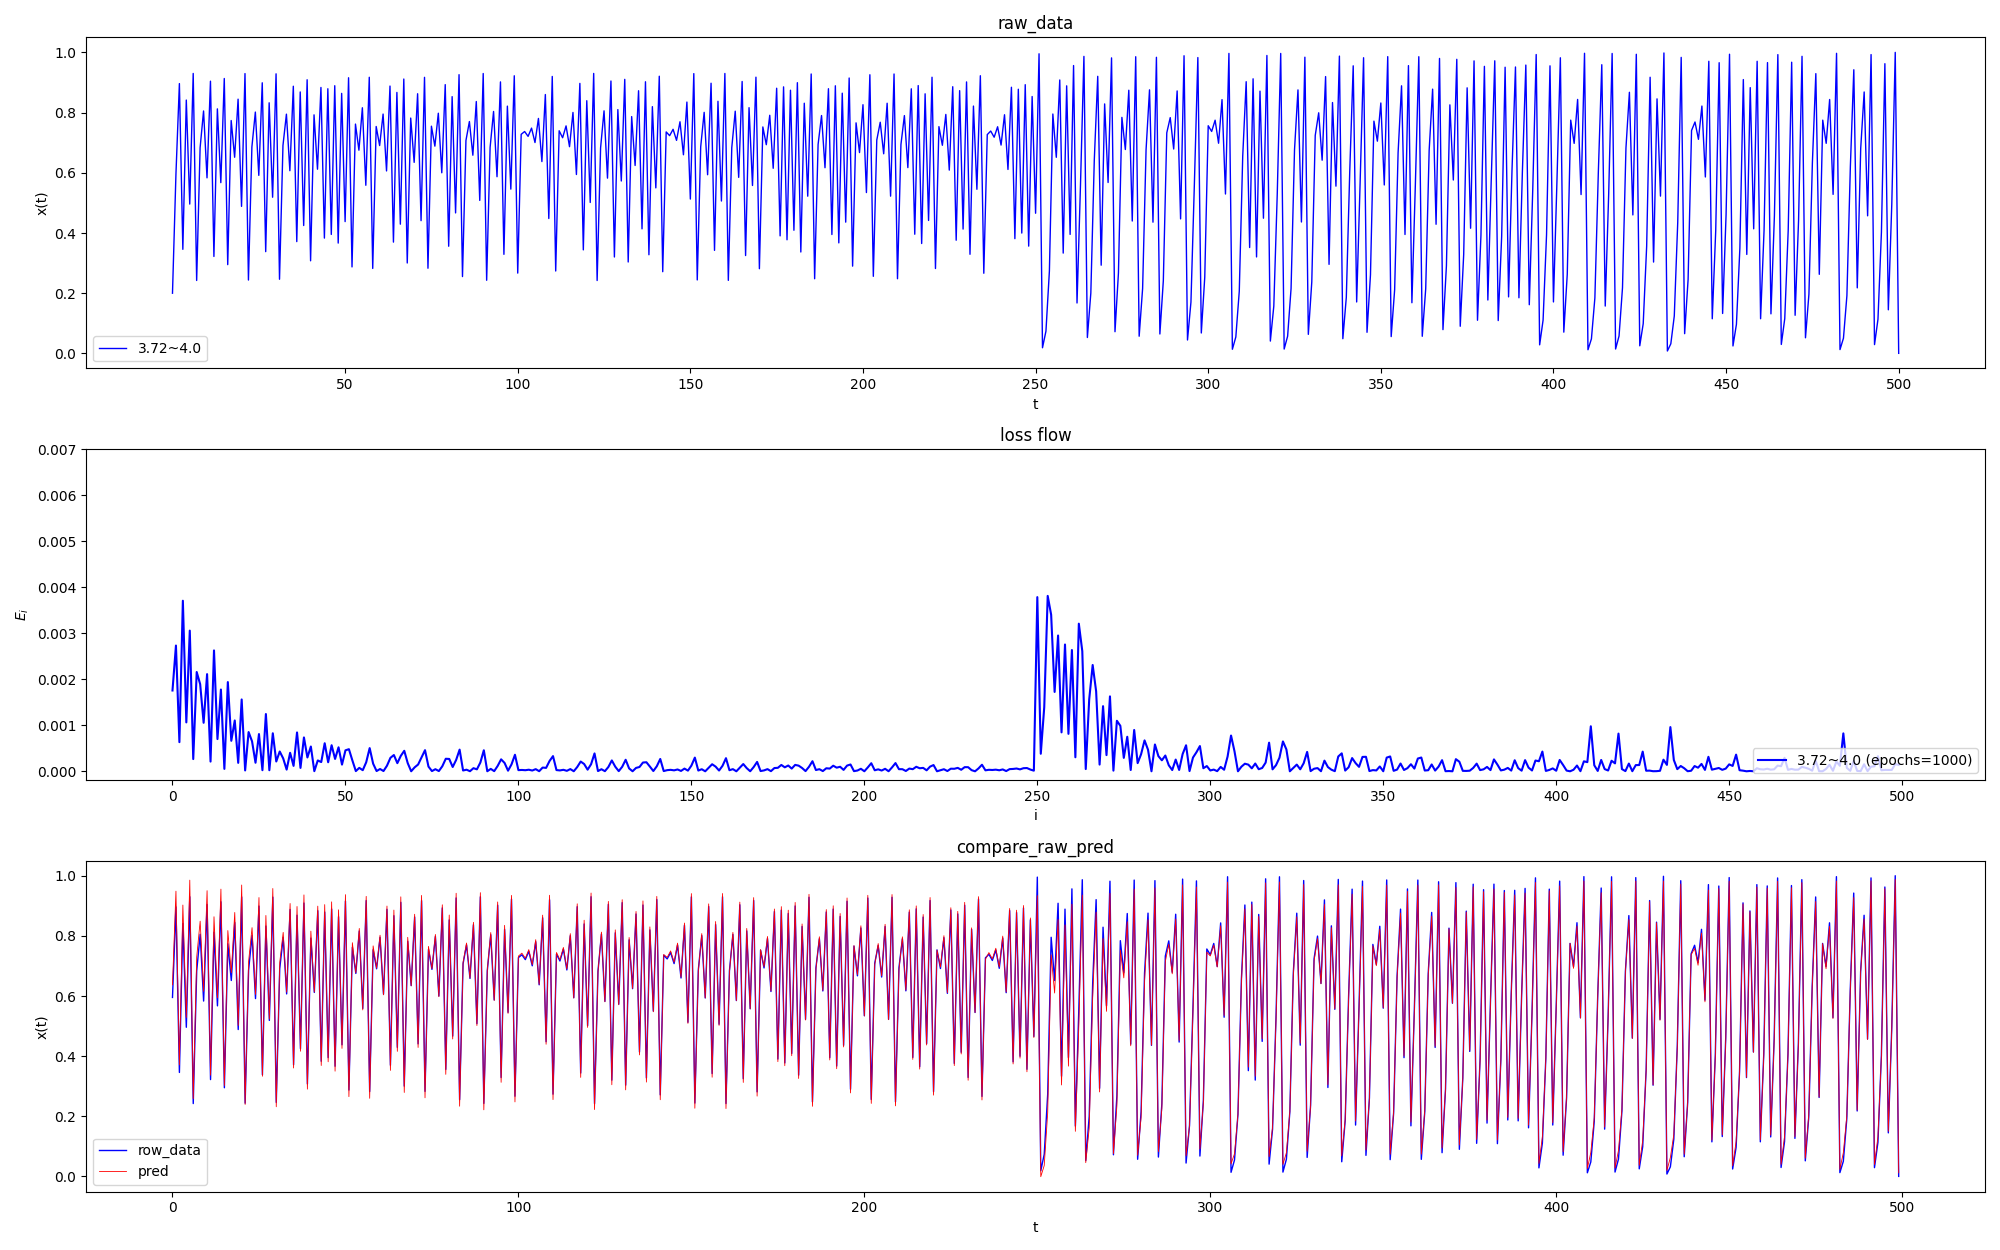 raw_data
1.0
0.8
0.6
0.4
0.2
0.0
x(t)
3.72~4.0
50 100 150 200 250 300 350 400 450 500
t
loss flow
0.007
0.006
0.005
0.004
0.003
0.002
0.001
0.000
E_i
3.72~4.0 (epochs=1000)
0 50 100 150 200 250 300 350 400 450 500
i
compare_raw_pred
1.0
0.8
0.6
0.4
0.2
0.0
x(t)
row_data
pred
0 100 200 300 400 500
t